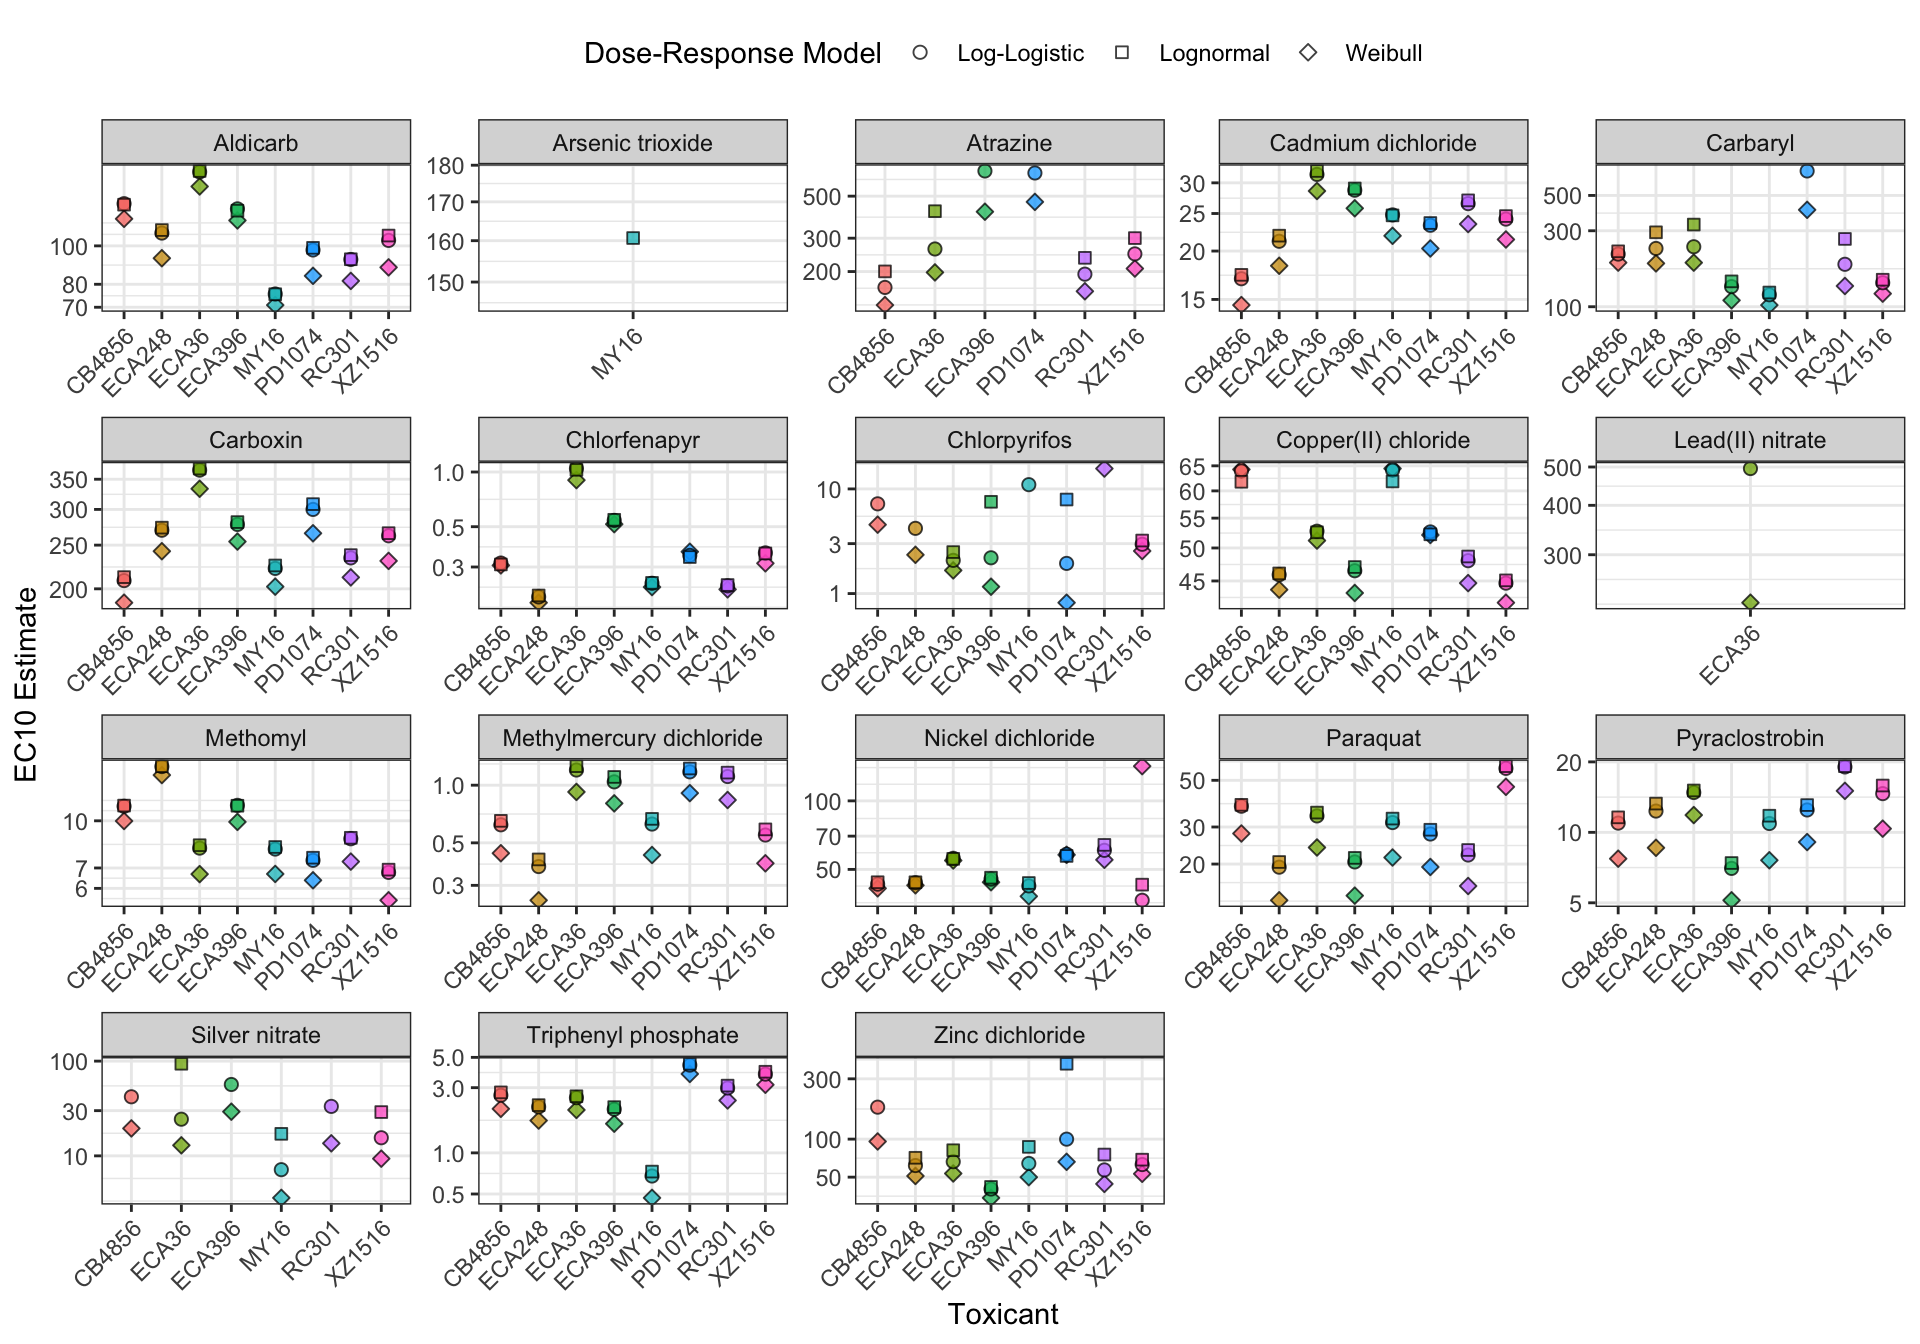 Dose-Response Model Log-Logistic Lognormal Weibull
Aldicarb Arsenic trioxide Atrazine Cadmium dichloride Carbaryl
100 80 70
180 170 160 150
500 300 200
30 25 20 15
500 300 100
CB4856 ECA248 ECA36 ECA396 MY16 PD1074 RC301 XZ1516
MY16
CB4856 ECA36 ECA396 PD1074 RC301 XZ1516
CB4856 ECA248 ECA36 ECA396 MY16 PD1074 RC301 XZ1516
CB4856 ECA248 ECA36 ECA396 MY16 PD1074 RC301 XZ1516
Carboxin Chlorfenapyr Chlorpyrifos Copper(II) chloride Lead(II) nitrate
350 300 250 200
1.0 0.5 0.3
10 3 1
65 60 55 50 45
500 400 300
CB4856 ECA248 ECA36 ECA396 MY16 PD1074 RC301 XZ1516
CB4856 ECA248 ECA36 ECA396 MY16 PD1074 RC301 XZ1516
CB4856 ECA248 ECA36 ECA396 MY16 PD1074 RC301 XZ1516
CB4856 ECA248 ECA36 ECA396 MY16 PD1074 RC301 XZ1516
ECA36
EC10 Estimate
Methomyl Methylmercury dichloride Nickel dichloride Paraquat Pyraclostrobin
10 7 6
1.0 0.5 0.3
100 70 50
50 30 20
20 10 5
CB4856 ECA248 ECA36 ECA396 MY16 PD1074 RC301 XZ1516
CB4856 ECA248 ECA36 ECA396 MY16 PD1074 RC301 XZ1516
CB4856 ECA248 ECA36 ECA396 MY16 PD1074 RC301 XZ1516
CB4856 ECA248 ECA36 ECA396 MY16 PD1074 RC301 XZ1516
CB4856 ECA248 ECA36 ECA396 MY16 PD1074 RC301 XZ1516
Silver nitrate Triphenyl phosphate Zinc dichloride
100 30 10
5.0 3.0 1.0 0.5
300 100 50
CB4856 ECA36 ECA396 MY16 RC301 XZ1516
CB4856 ECA248 ECA36 ECA396 MY16 PD1074 RC301 XZ1516
CB4856 ECA248 ECA36 ECA396 MY16 PD1074 RC301 XZ1516
Toxicant